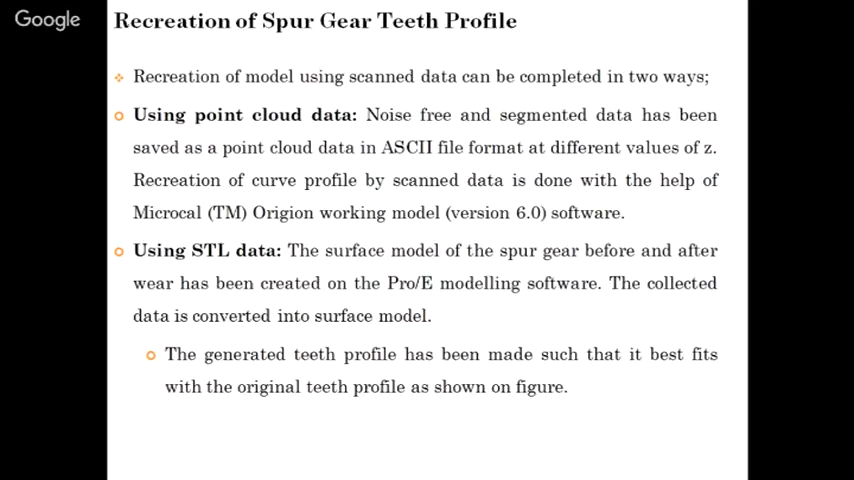 Google
Recreation of Spur Gear Teeth Profile
Recreation of model using scanned data can be completed in two ways;
Using point cloud data: Noise free and segmented data has been
saved as a point cloud data in ASCII file format at different values of z.
Recreation of curve profile by scanned data is done with the help of
Microcal (TM) Origion working model (version 6.0) software.
Using STL data: The surface model of the spur gear before and after
wear has been created on the Pro/E modelling software. The collected
data is converted into surface model.
The generated teeth profile has been made such that it best fits
with the original teeth profile as shown on figure.